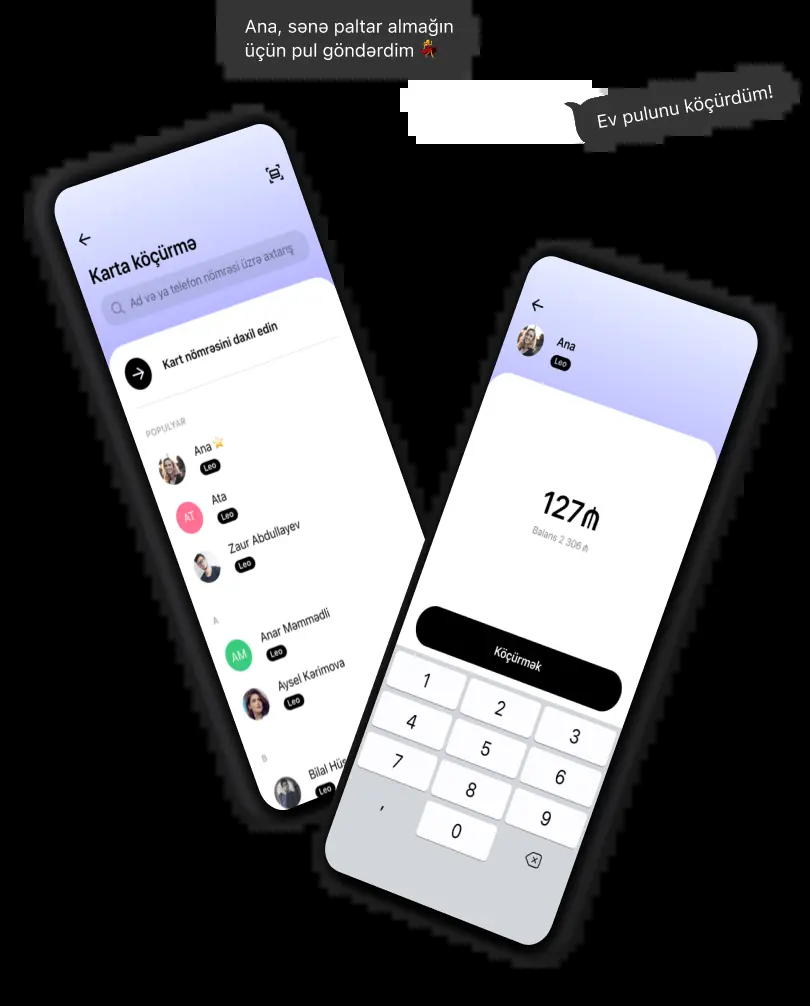 Ana, sənə paltar almağın
üçün pul göndərdim 💃
Ev pulunu köçürdüm!
Karta köçürmə
Ad və ya telefon nömrəsi üzrə axtarış
Kart nömrəsini daxil edin
POPULYAR
Ana⭐
Leo
AT
Ata
Leo
Zaur Abdullayev
Leo
A
AM
Anar Məmmədli
Leo
Aysel Kərimova
Leo
B
Bilal Hüs
Leo
Ana
Leo
127₼
Balans 2 306 ₼
Köçürmək
1 2 3
4 5 6
7 8 9
, 0